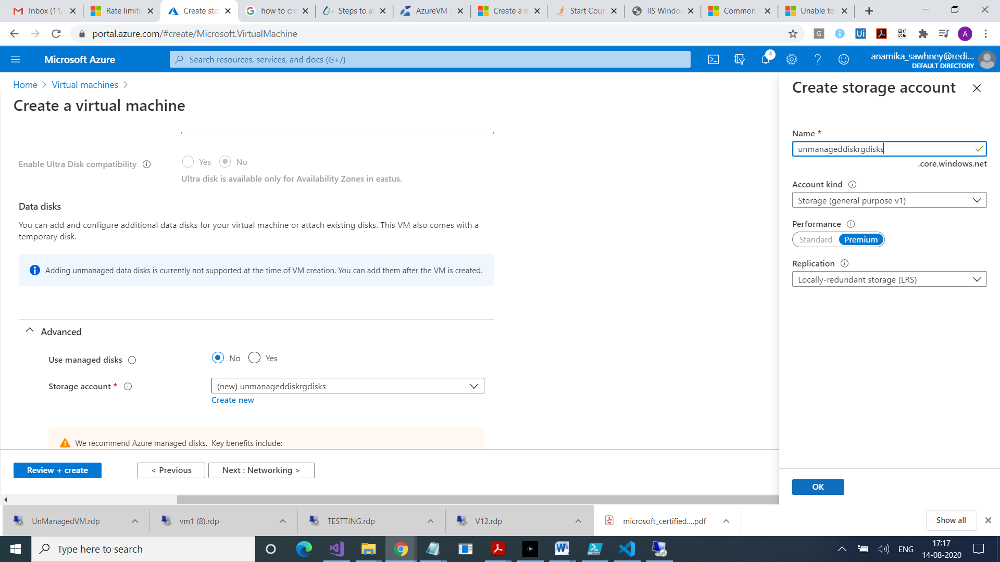 Inbox (11,
Rate limiti
Create sto
how to cre
Steps to a
AzureVM
Create a m
Start Cour
IIS Windo
Common
Unable to
portal.azure.com/#create/Microsoft.VirtualMachine
Microsoft Azure
Search resources, services, and docs (G+/)
4
anamika_sawhney@redi...
DEFAULT DIRECTORY
Home > Virtual machines >
Create a virtual machine
Enable Ultra Disk compatibility
Yes
No
Ultra disk is available only for Availability Zones in eastus.
Data disks
You can add and configure additional data disks for your virtual machine or attach existing disks. This VM also comes with a
temporary disk.
Adding unmanaged data disks is currently not supported at the time of VM creation. You can add them after the VM is created.
Advanced
Use managed disks
No
Yes
Storage account *
(new) unmanageddiskrgdisks
Create new
We recommend Azure managed disks. Key benefits include:
Review + create
< Previous
Next : Networking >
Create storage account
Name *
unmanageddiskrgdisks
.core.windows.net
Account kind
Storage (general purpose v1)
Performance
Standard
Premium
Replication
Locally-redundant storage (LRS)
OK
UnManagedVM.rdp
vm1 (8).rdp
TESTTING.rdp
V12.rdp
microsoft_certified....pdf
Show all
Type here to search
ENG
17:17
14-08-2020